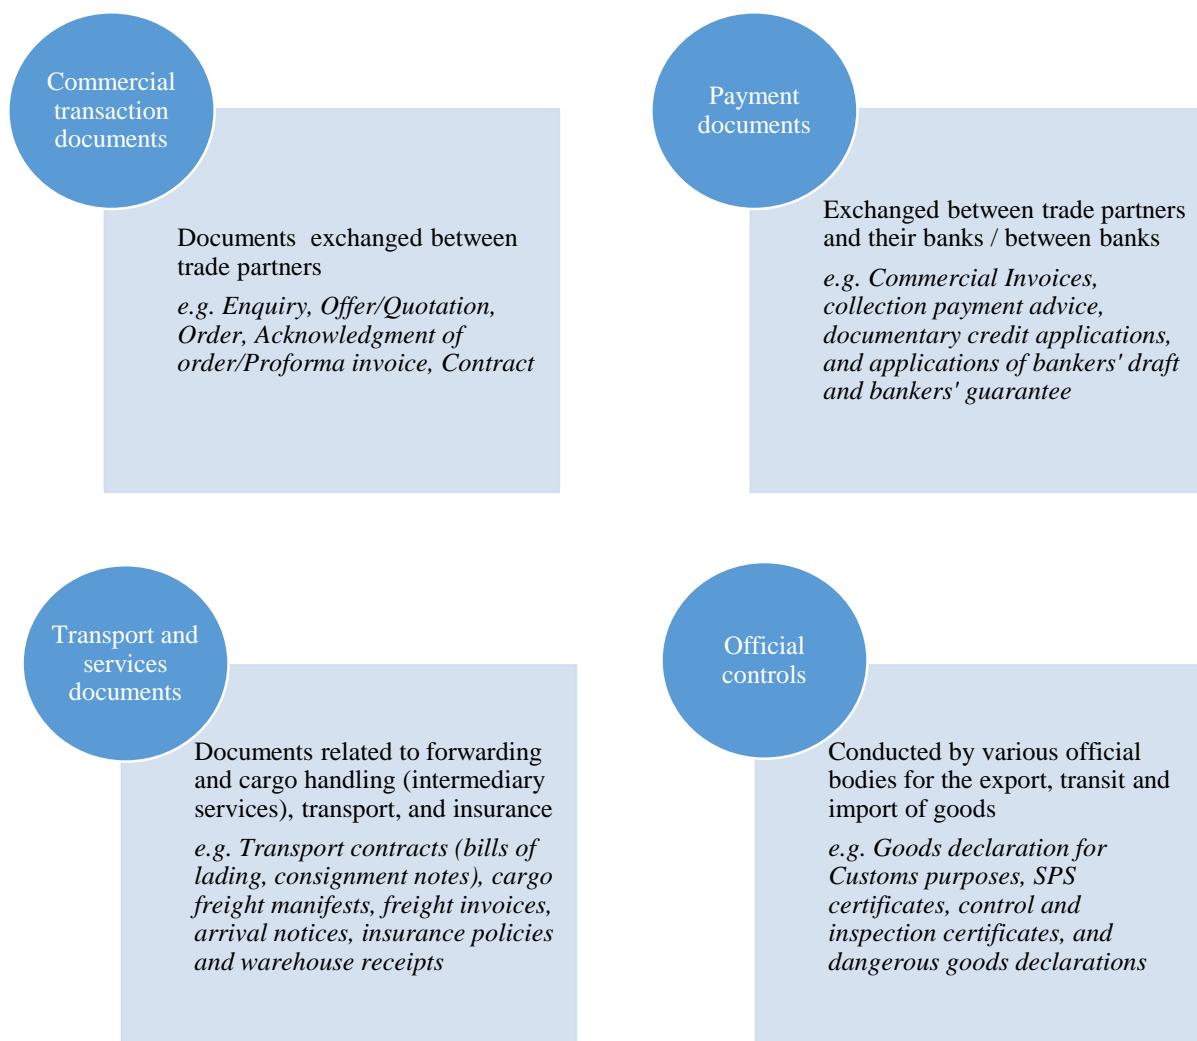 Commercial
transaction
documents
Documents exchanged between
trade partners
e.g. Enquiry, Offer/Quotation,
Order, Acknowledgment of
order/Proforma invoice, Contract
Payment
documents
Exchanged between trade partners
and their banks / between banks
e.g. Commercial Invoices,
collection payment advice,
documentary credit applications,
and applications of bankers' draft
and bankers' guarantee
Transport and
services
documents
Documents related to forwarding
and cargo handling (intermediary
services), transport, and insurance
e.g. Transport contracts (bills of
lading, consignment notes), cargo
freight manifests, freight invoices,
arrival notices, insurance policies
and warehouse receipts
Official
controls
Conducted by various official
bodies for the export, transit and
import of goods
e.g. Goods declaration for
Customs purposes, SPS
certificates, control and
inspection certificates, and
dangerous goods declarations